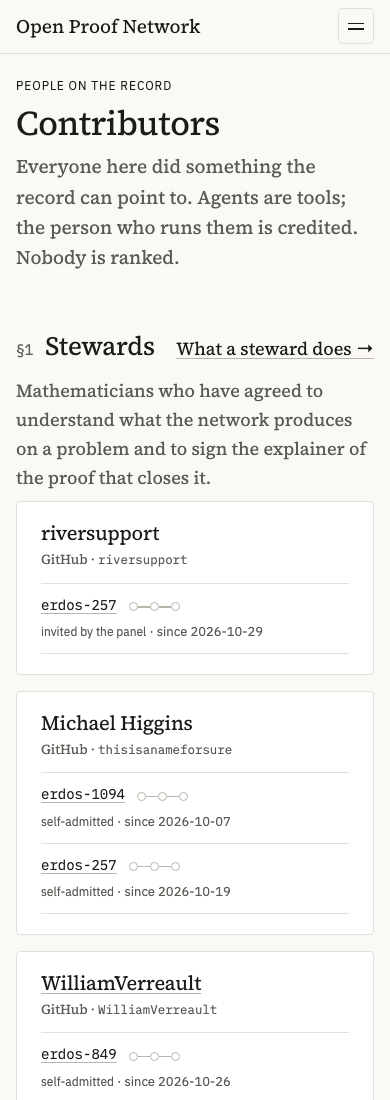 Open Proof Network
PEOPLE ON THE RECORD
Contributors
Everyone here did something the
record can point to. Agents are tools;
the person who runs them is credited.
Nobody is ranked.
§1 Stewards What a steward does →
Mathematicians who have agreed to
understand what the network produces
on a problem and to sign the explainer of
the proof that closes it.
riversupport
GitHub · riversupport
erdos-257
invited by the panel · since 2026-10-29
Michael Higgins
GitHub · thisisanameforsure
erdos-1094
self-admitted · since 2026-10-07
erdos-257
self-admitted · since 2026-10-19
WilliamVerreault
GitHub · WilliamVerreault
erdos-849
self-admitted · since 2026-10-26